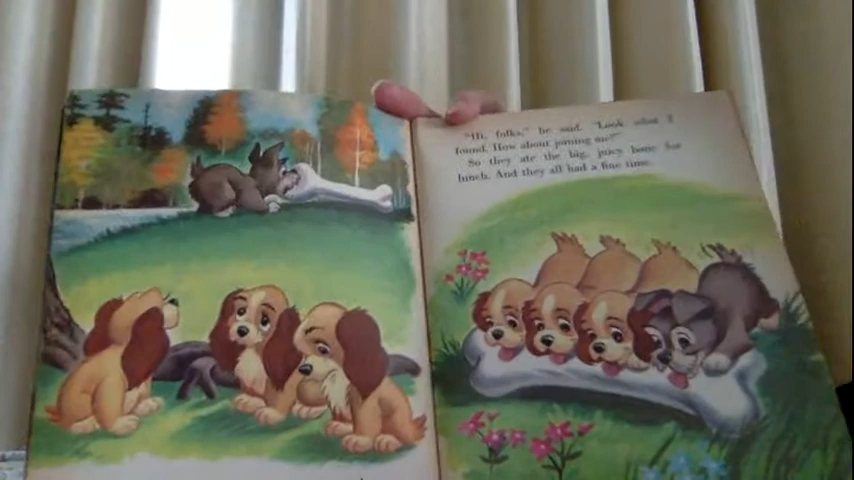 "Hi, folks," he said. "Look what I
found. How about joining me?"
So they ate the big, juicy bone for
lunch. And they all had a fine time.